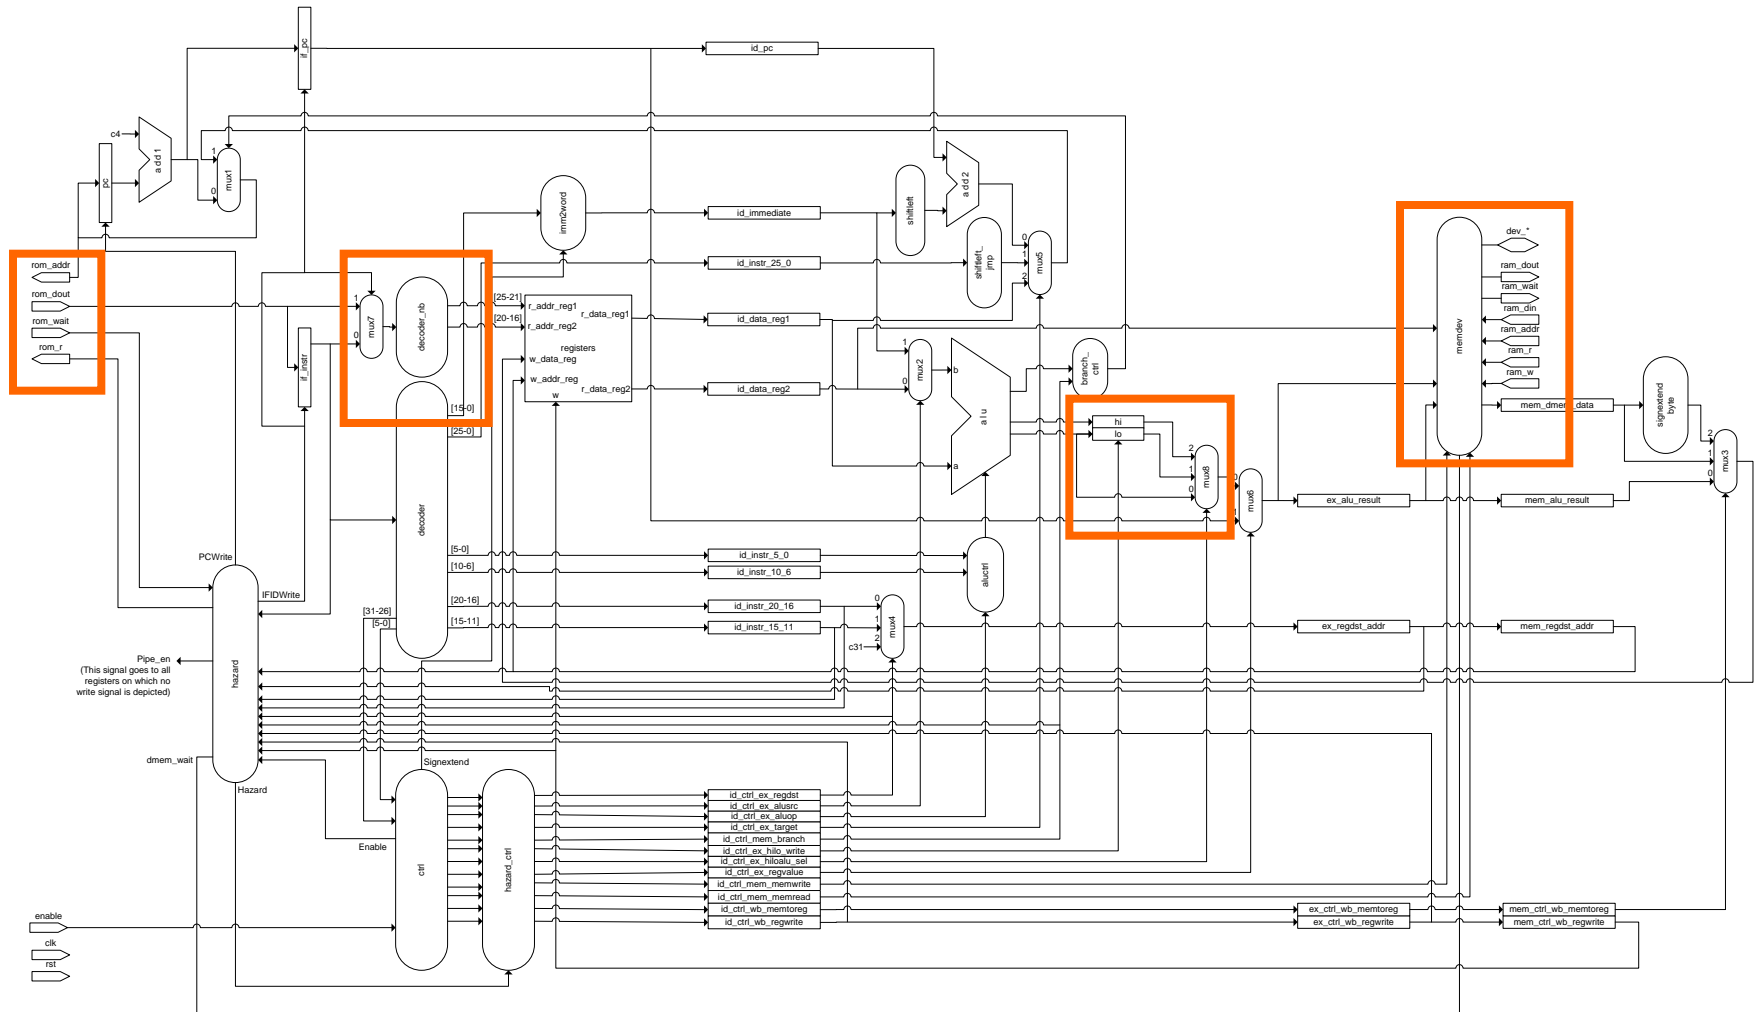 if_pc
id_pc
c4
add1
pc
mux1
1
0
add2
imm2word
id_immediate
shiftleft
id_instr_25_0
shiftleft_
jmp
0
1
2
mux5
rom_addr
rom_dout
rom_wait
rom_r
1
0
mux7
if_instr
decoder_nb
[25-21]
[20-16]
r_addr_reg1
r_addr_reg2
registers
w_data_reg
w_addr_reg
w
r_data_reg1
r_data_reg2
id_data_reg1
id_data_reg2
1
0
mux2
b
a
alu
branch_
ctrl
hi
lo
2
1
0
mux8
0
1
mux6
memdev
dev_*
ram_dout
ram_wait
ram_din
ram_addr
ram_r
ram_w
mem_dmem_data
signextend
byte
2
1
0
mux3
ex_alu_result
mem_alu_result
decoder
[15-0]
[25-0]
[5-0]
[10-6]
[20-16]
[15-11]
[31-26]
[5-0]
id_instr_5_0
id_instr_10_6
id_instr_20_16
id_instr_15_11
aluctrl
0
1
2
c31
mux4
ex_regdst_addr
mem_regdst_addr
PCWrite
IFIDWrite
hazard
Pipe_en
(This signal goes to all
registers on which no
write signal is depicted)
dmem_wait
Hazard
Signextend
Enable
ctrl
hazard_ctrl
id_ctrl_ex_regdst
id_ctrl_ex_alusrc
id_ctrl_ex_aluop
id_ctrl_ex_target
id_ctrl_mem_branch
id_ctrl_ex_hilo_write
id_ctrl_ex_hiloalu_sel
id_ctrl_ex_regvalue
id_ctrl_mem_memwrite
id_ctrl_mem_memread
id_ctrl_wb_memtoreg
id_ctrl_wb_regwrite
ex_ctrl_wb_memtoreg
ex_ctrl_wb_regwrite
mem_ctrl_wb_memtoreg
mem_ctrl_wb_regwrite
enable
clk
rst